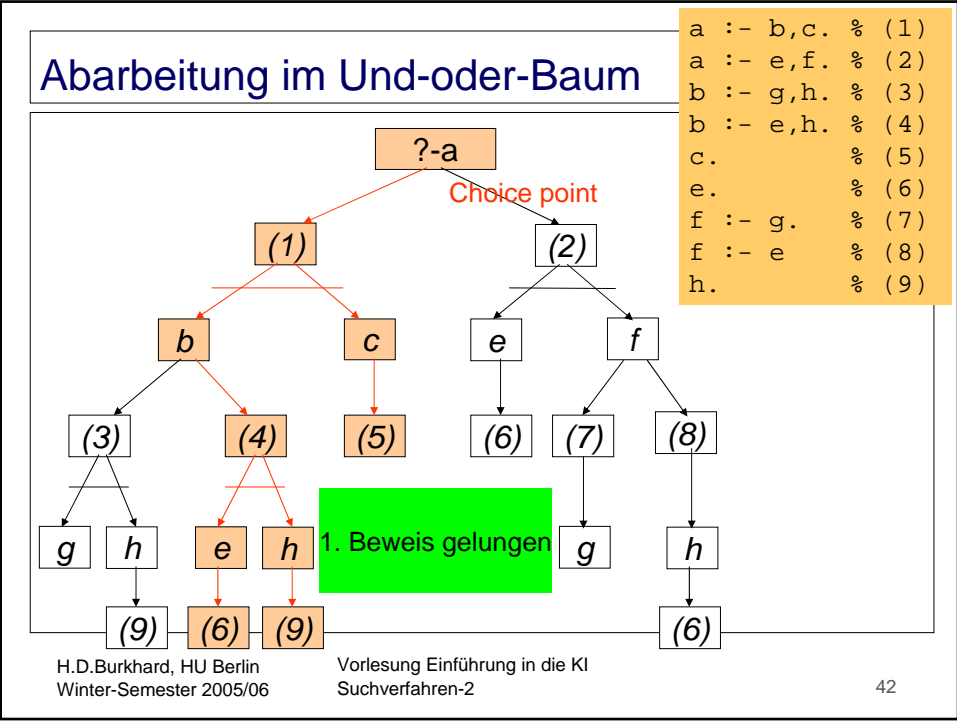 Abarbeitung im Und-oder-Baum
a :- b,c. % (1)
a :- e,f. % (2)
b :- g,h. % (3)
b :- e,h. % (4)
c. % (5)
e. % (6)
f :- g. % (7)
f :- e % (8)
h. % (9)
?-a
Choice point
(1) (2)
b c e f
(3) (4) (5) (6) (7) (8)
g h e h 1. Beweis gelungen g h
(9) (6) (9) (6)
H.D.Burkhard, HU Berlin
Winter-Semester 2005/06
Vorlesung Einführung in die KI
Suchverfahren-2
42